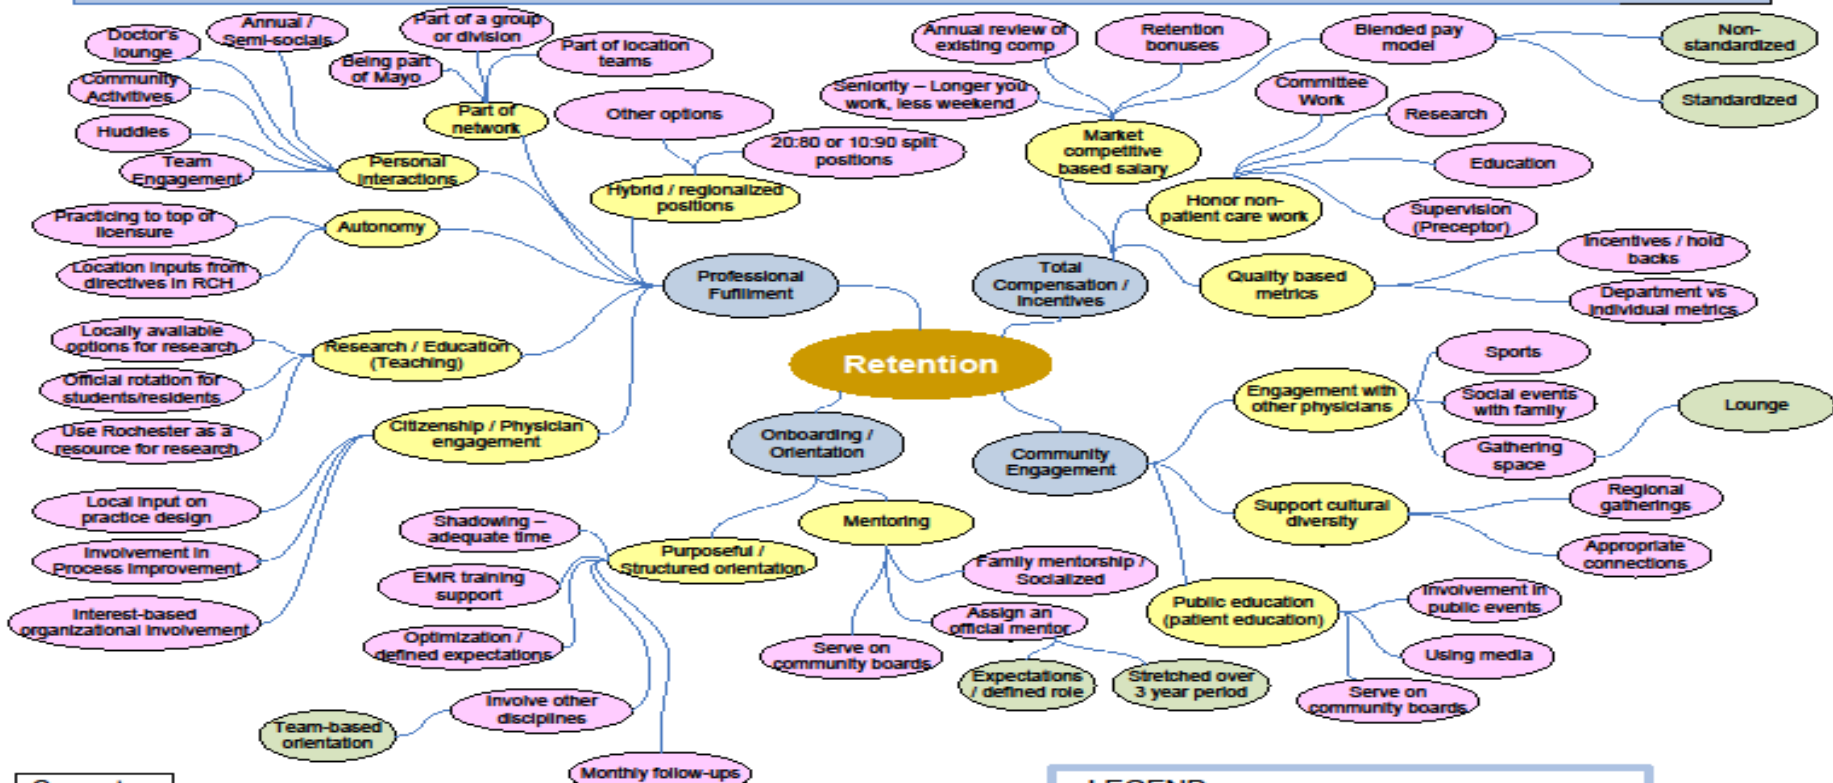 Doctor's
lounge
Annual /
Semi-socials
Part of a group
or division
Being part
of Mayo
Part of location
teams
Community
Activitives
Huddles
Team
Engagement
Personal
Interactions
Part of
network
Other options
20:80 or 10:90 split
positions
Hybrid / regionalized
positions
Practicing to top of
licensure
Autonomy
Location inputs from
directives in RCH
Professional
Fufillment
Locally available
options for research
Research / Education
(Teaching)
Official rotation for
students/residents
Use Rochester as a
resource for research
Citizenship / Physician
engagement
Local input on
practice design
Involvement in
Process Improvement
Interest-based
organizational involvement
Annual review of
existing comp
Retention
bonuses
Blended pay
model
Non-
standardized
Standardized
Seniority – Longer you
work, less weekend
Market
competitive
based salary
Committee
Work
Research
Education
Supervision
(Preceptor)
Honor non-
patient care work
Total
Compensation /
Incentives
Quality based
metrics
Incentives / hold
backs
Department vs
individual metrics
Retention
Onboarding /
Orientation
Community
Engagement
Engagement with
other physicians
Sports
Social events
with family
Gathering
space
Lounge
Support cultural
diversity
Regional
gatherings
Appropriate
connections
Public education
(patient education)
Involvement in
public events
Using media
Serve on
community boards
Mentoring
Family mentorship /
Socialized
Assign an
official mentor
Serve on
community boards
Expectations
/ defined role
Stretched over
3 year period
Purposeful /
Structured orientation
Shadowing –
adequate time
EMR training
support
Optimization /
defined expectations
Involve other
disciplines
Team-based
orientation
Monthly follow-ups
LEGEND